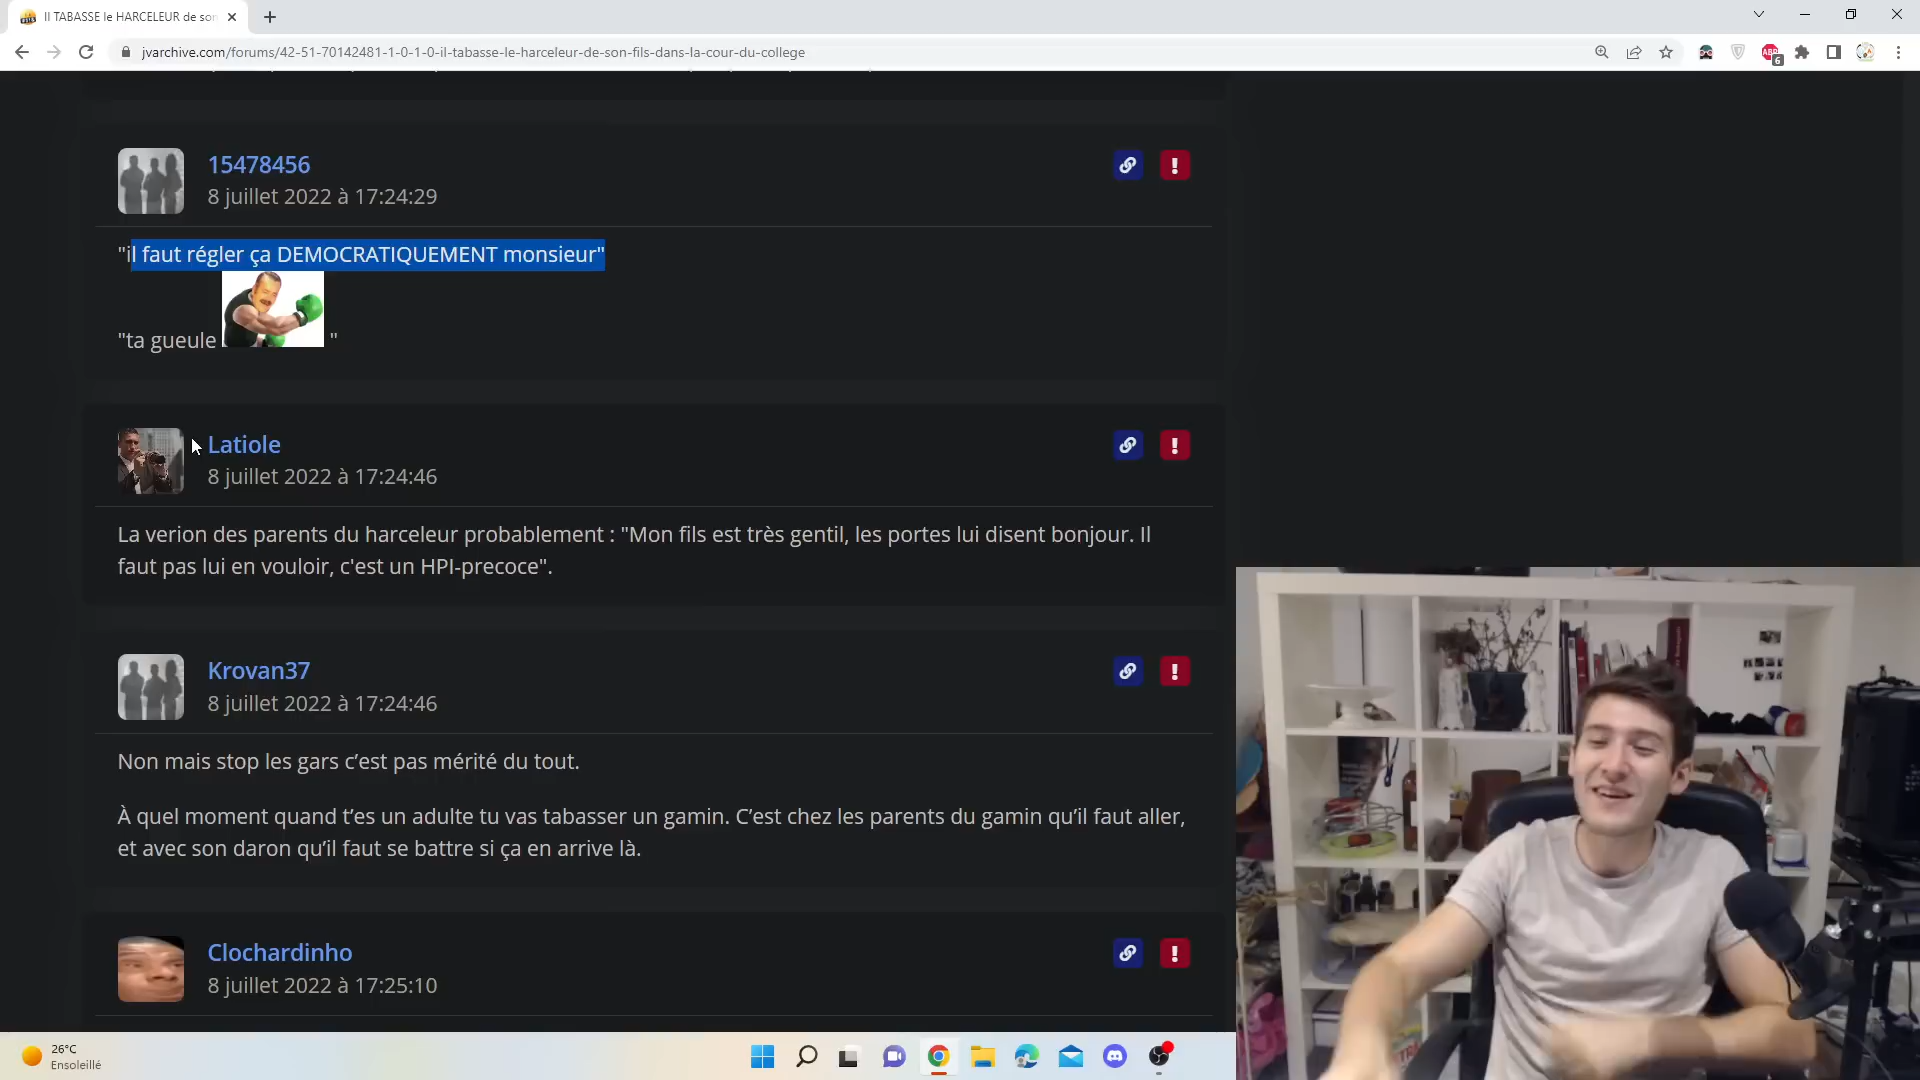 Il TABASSE le HARCELEUR de son
jvarchive.com/forums/42-51-70142481-1-0-1-0-il-tabasse-le-harceleur-de-son-fils-dans-la-cour-du-college
ABP
6
15478456
8 juillet 2022 à 17:24:29
"il faut régler ça DEMOCRATIQUEMENT monsieur"
"ta gueule "
Latiole
8 juillet 2022 à 17:24:46
La verion des parents du harceleur probablement : "Mon fils est très gentil, les portes lui disent bonjour. Il
faut pas lui en vouloir, c'est un HPI-precoce".
Krovan37
8 juillet 2022 à 17:24:46
Non mais stop les gars c’est pas mérité du tout.
À quel moment quand t’es un adulte tu vas tabasser un gamin. C’est chez les parents du gamin qu’il faut aller,
et avec son daron qu’il faut se battre si ça en arrive là.
Clochardinho
8 juillet 2022 à 17:25:10
26°C
Ensoleillé